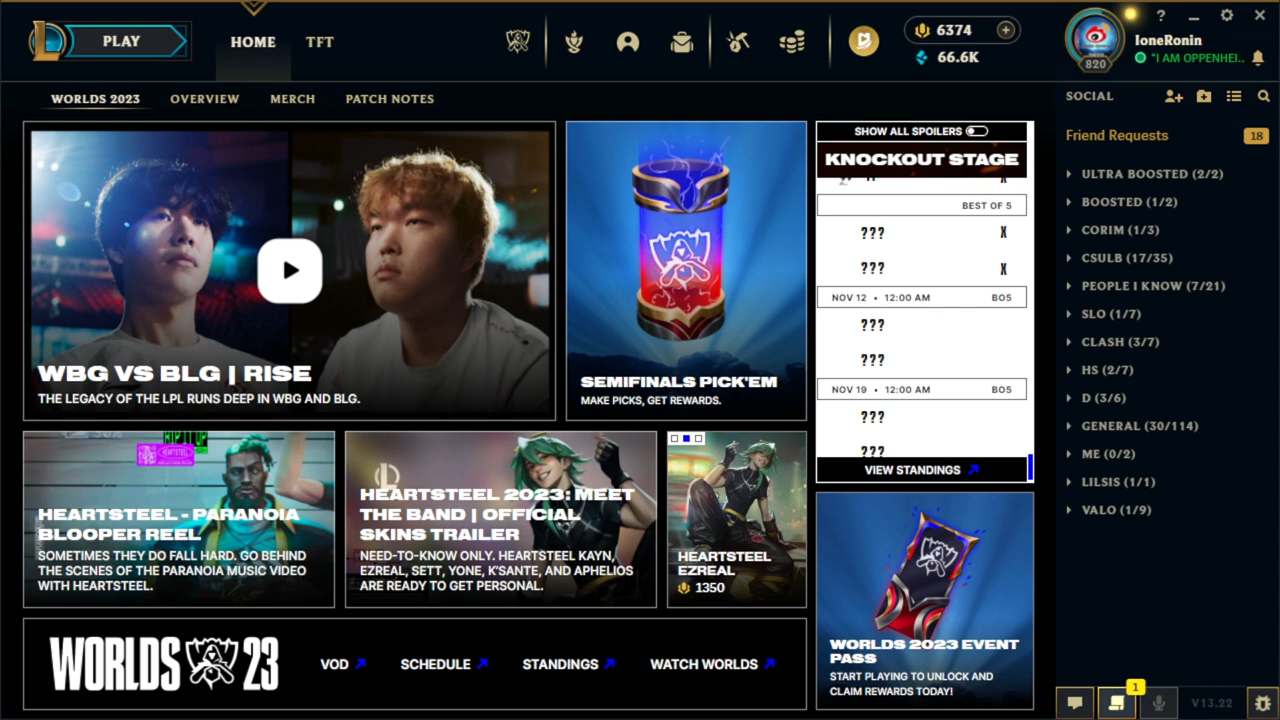 PLAY
HOME
TFT
6374
66.6K
820
loneRonin
"I AM OPPENHEI..
WORLDS 2023
OVERVIEW
MERCH
PATCH NOTES
SOCIAL
WBG VS BLG | RISE
THE LEGACY OF THE LPL RUNS DEEP IN WBG AND BLG.
SEMIFINALS PICK'EM
MAKE PICKS, GET REWARDS.
SHOW ALL SPOILERS
KNOCKOUT STAGE
X
BEST OF 5
??? X
??? X
NOV 12 • 12:00 AM BO5
???
???
NOV 19 • 12:00 AM BO5
???
???
VIEW STANDINGS
HEARTSTEEL
HEARTSTEEL - PARANOIA
BLOOPER REEL
SOMETIMES THEY DO FALL HARD. GO BEHIND
THE SCENES OF THE PARANOIA MUSIC VIDEO
WITH HEARTSTEEL.
HEARTSTEEL 2023: MEET
THE BAND | OFFICIAL
SKINS TRAILER
NEED-TO-KNOW ONLY. HEARTSTEEL KAYN,
EZREAL, SETT, YONE, K'SANTE, AND APHELIOS
ARE READY TO GET PERSONAL.
HEARTSTEEL
EZREAL
1350
WORLDS 2023 EVENT
PASS
START PLAYING TO UNLOCK AND
CLAIM REWARDS TODAY!
WORLDS 23
VOD
SCHEDULE
STANDINGS
WATCH WORLDS
Friend Requests
18
ULTRA BOOSTED (2/2)
BOOSTED (1/2)
CORIM (1/3)
CSULB (17/35)
PEOPLE I KNOW (7/21)
SLO (1/7)
CLASH (3/7)
HS (2/7)
D (3/6)
GENERAL (30/114)
ME (0/2)
LILSIS (1/1)
VALO (1/9)
1
V13.22